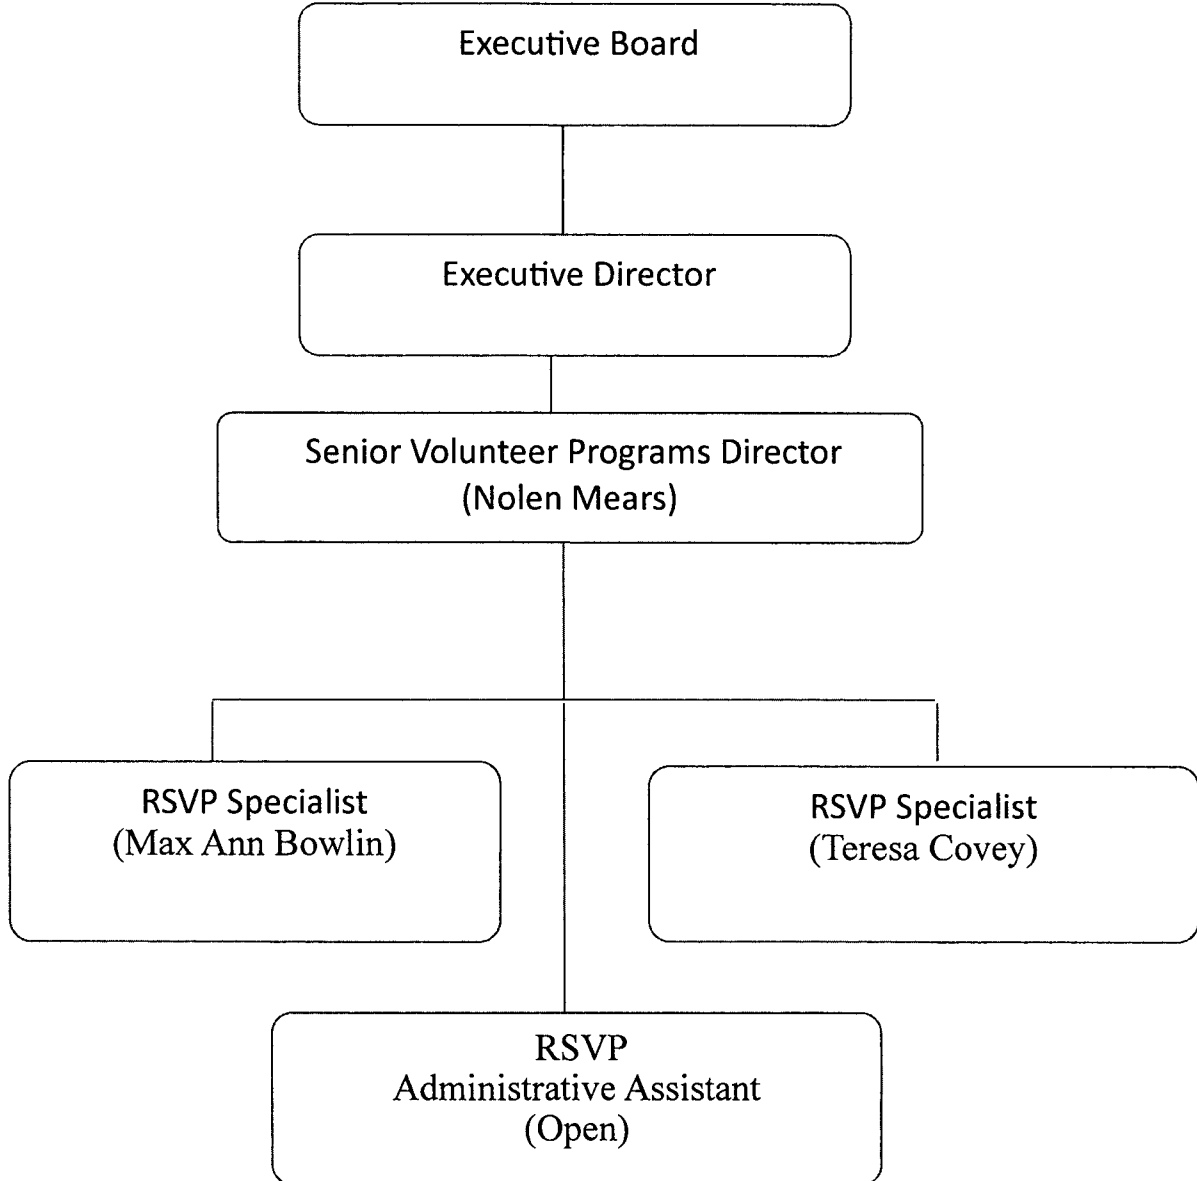 Executive Board
Executive Director
Senior Volunteer Programs Director
(Nolen Mears)
RSVP Specialist
(Max Ann Bowlin)
RSVP Specialist
(Teresa Covey)
RSVP
Administrative Assistant
(Open)